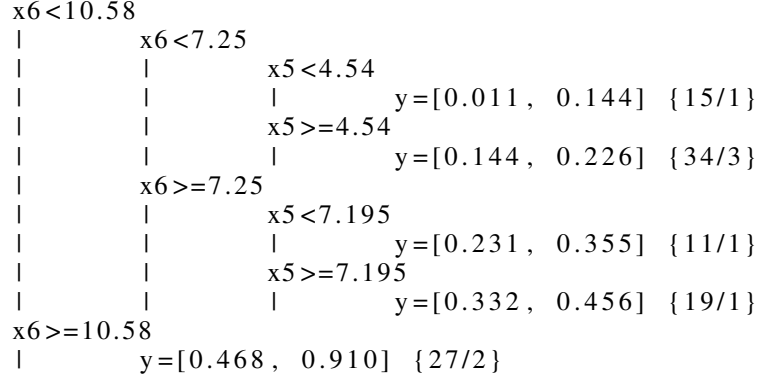 x6<10.58
| x6<7.25
| | x5<4.54
| | | y=[0.011, 0.144] {15/1}
| | x5>=4.54
| | | y=[0.144, 0.226] {34/3}
| x6>=7.25
| | x5<7.195
| | | y=[0.231, 0.355] {11/1}
| | x5>=7.195
| | | y=[0.332, 0.456] {19/1}
x6>=10.58
| y=[0.468, 0.910] {27/2}